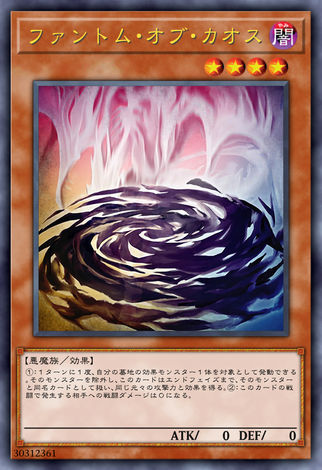 ファントム・オブ・カオス
やみ
闇
【悪魔族／効果】
①:1ターンに1度、自分の墓地の効果モンスター1体を対象として発動できる
。そのモンスターを除外し、このカードはエンドフェイズまで、そのモンスター
と同名カードとして扱い、同じ元々の攻撃力と効果を得る。②:このカードの戦
闘で発生する相手への戦闘ダメージは0になる。
ATK/ 0 DEF/ 0
30312361